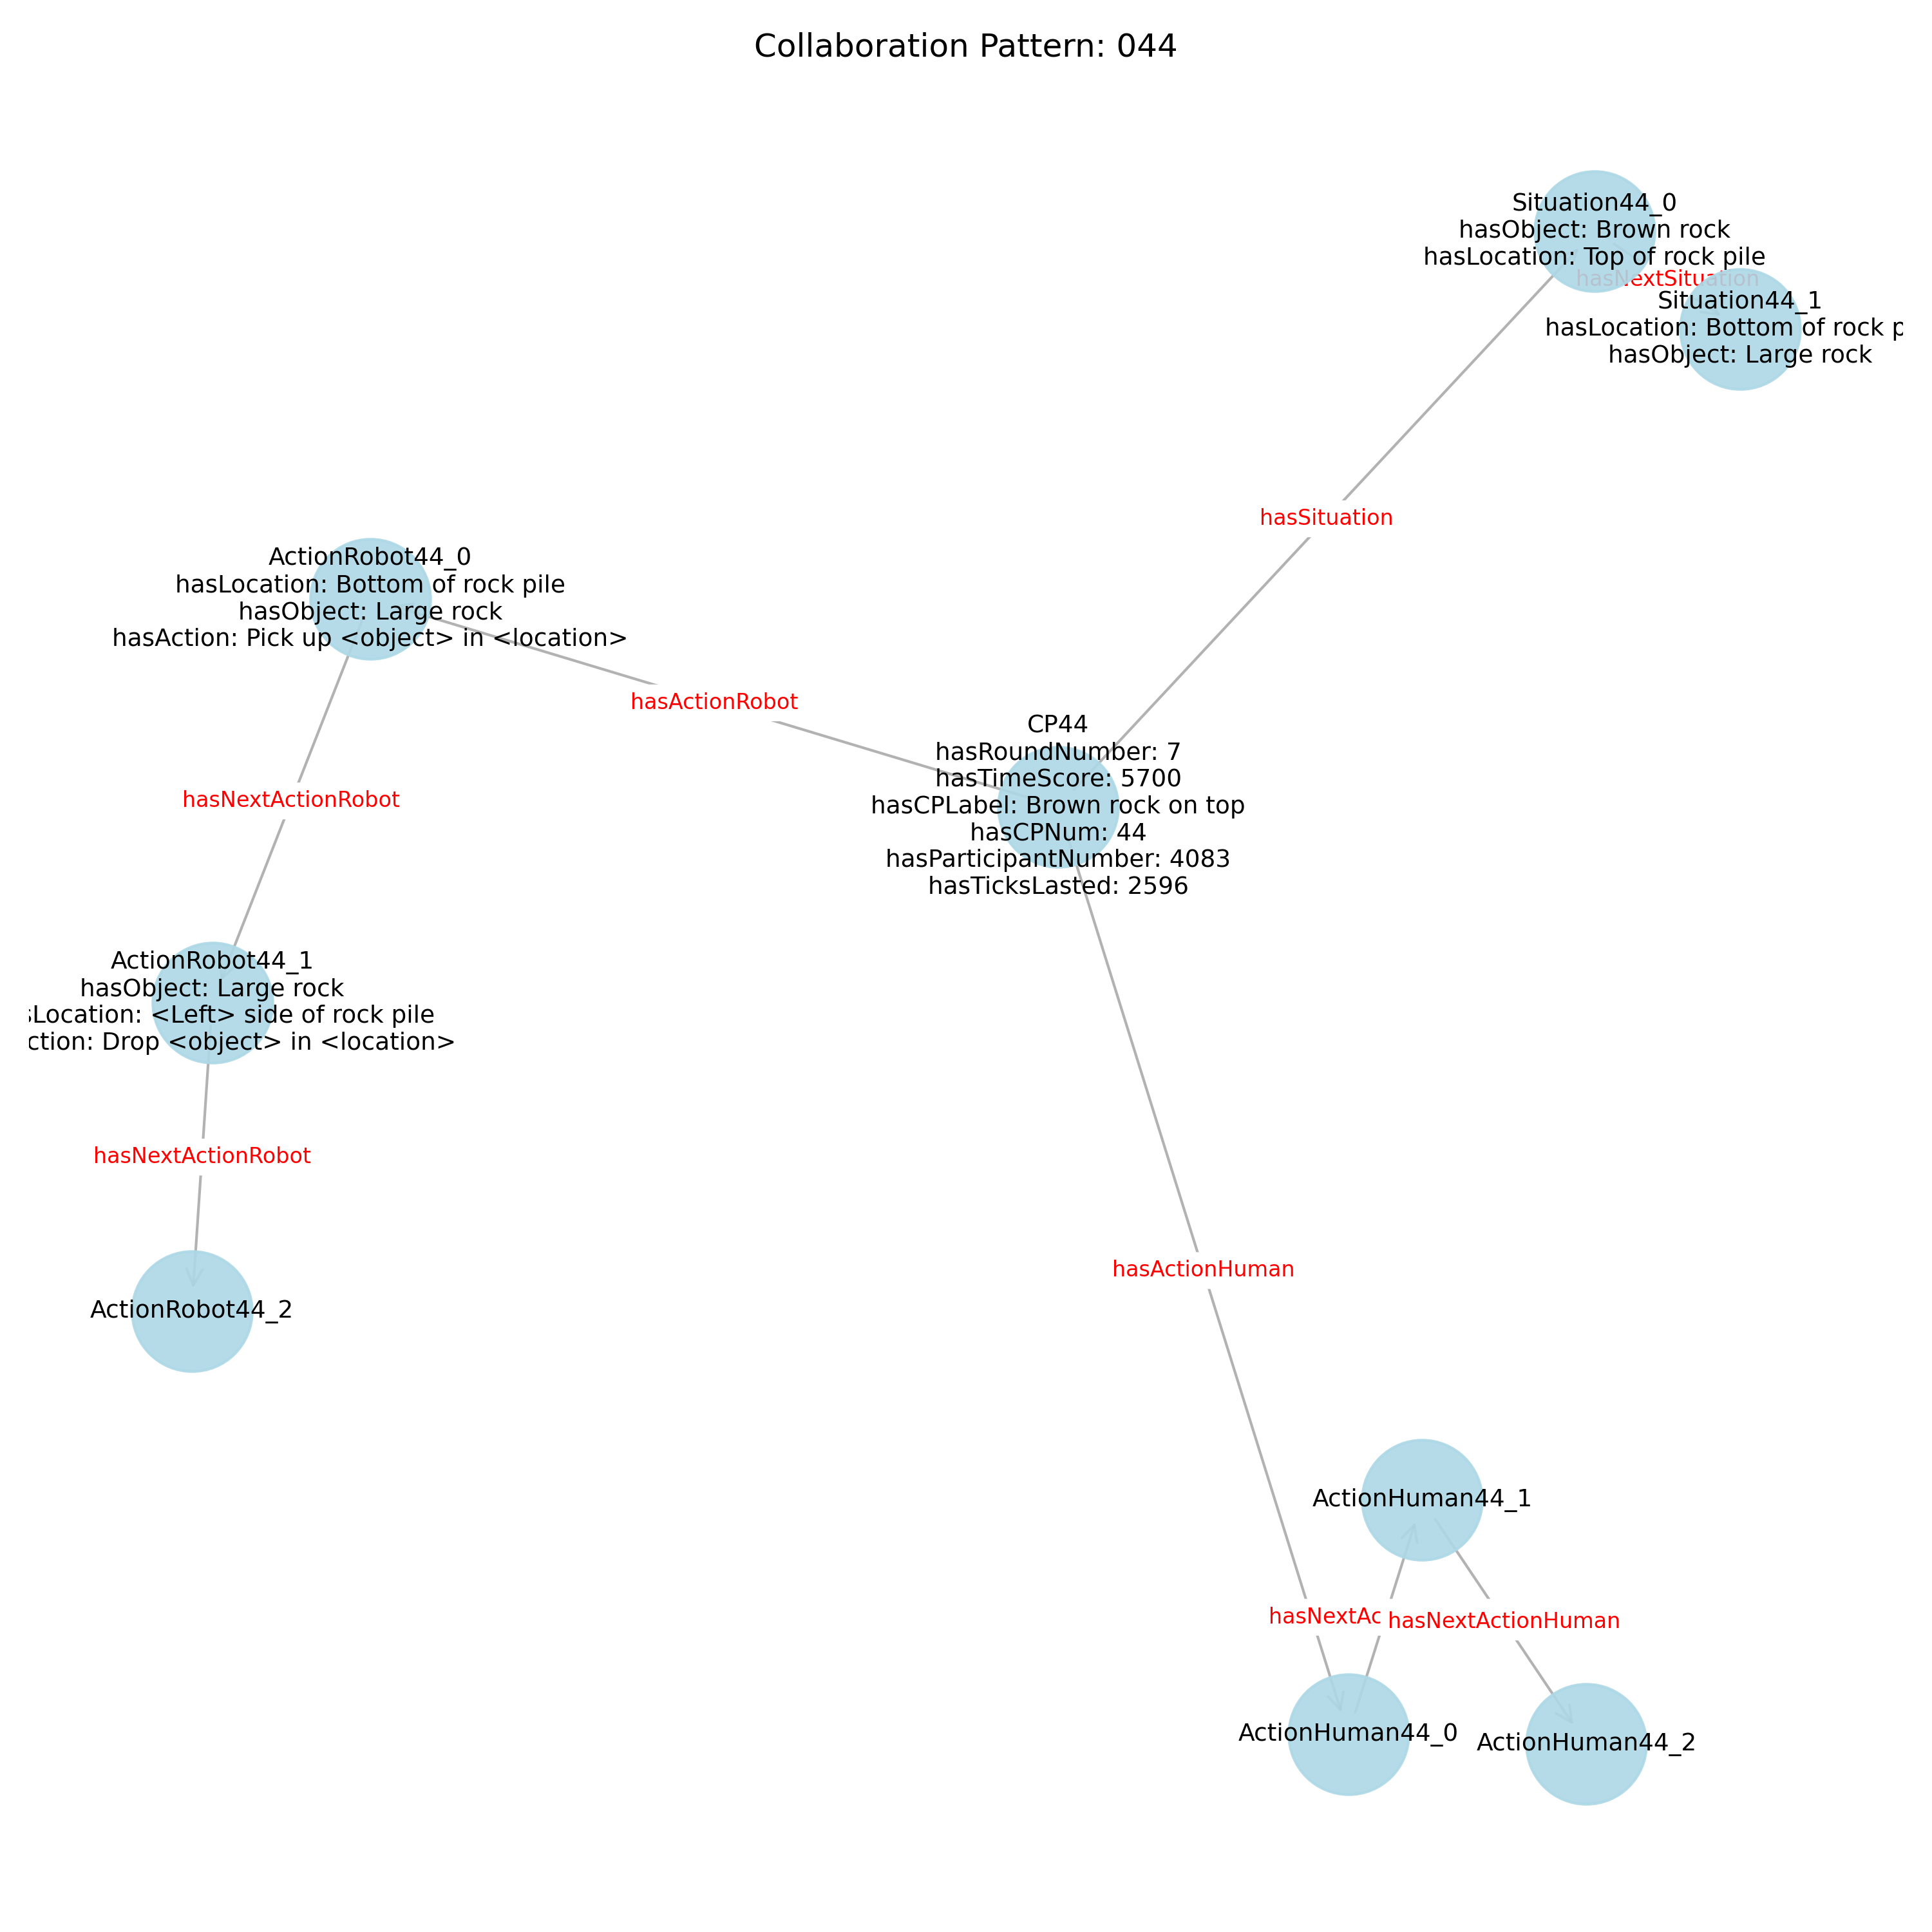 Collaboration Pattern: 044
Situation44_0
hasObject: Brown rock
hasLocation: Top of rock pile
hasNextSituation
Situation44_1
hasLocation: Bottom of rock p
hasObject: Large rock
hasSituation
ActionRobot44_0
hasLocation: Bottom of rock pile
hasObject: Large rock
hasAction: Pick up <object> in <location>
hasActionRobot
CP44
hasRoundNumber: 7
hasTimeScore: 5700
hasCPLabel: Brown rock on top
hasCPNum: 44
hasParticipantNumber: 4083
hasTicksLasted: 2596
hasNextActionRobot
ActionRobot44_1
hasObject: Large rock
sLocation: <Left> side of rock pile
ction: Drop <object> in <location>
hasNextActionRobot
ActionRobot44_2
hasActionHuman
ActionHuman44_1
hasNextAc
hasNextActionHuman
ActionHuman44_0
ActionHuman44_2